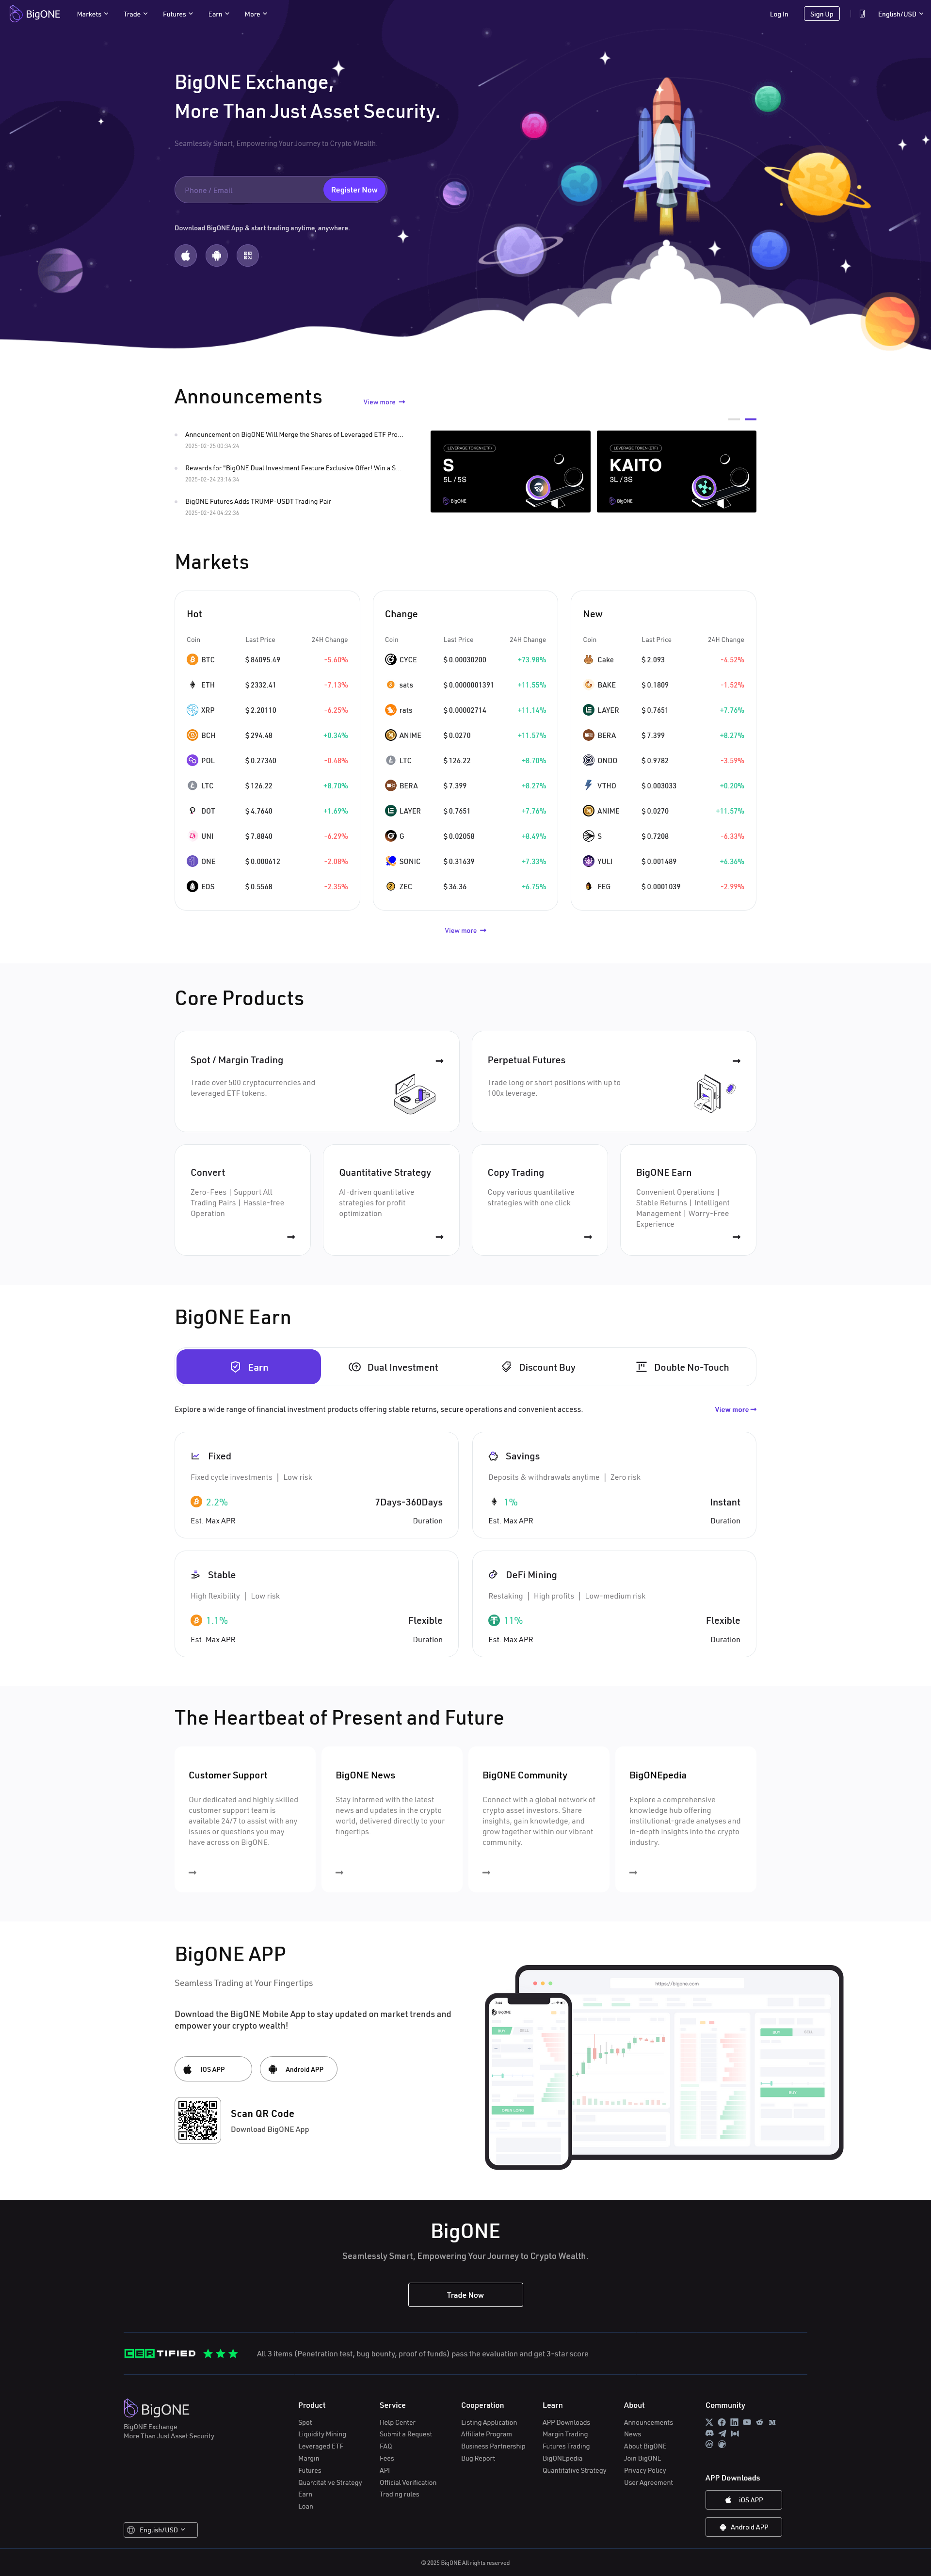 BigONE Markets Trade Futures Earn More Log In Sign Up English/USD
BigONE Exchange,
More Than Just Asset Security.
Seamlessly Smart, Empowering Your Journey to Crypto Wealth.
Phone / Email Register Now
Download BigONE App & start trading anytime, anywhere.
Announcements View more
Announcement on BigONE Will Merge the Shares of Leveraged ETF Pro...
2025-02-25 00:34:24
Rewards for "BigONE Dual Investment Feature Exclusive Offer! Win a S...
2025-02-24 23:16:34
BigONE Futures Adds TRUMP-USDT Trading Pair
2025-02-24 04:22:36
LEVERAGE TOKEN (ETF)
S
5L / 5S
BigONE
LEVERAGE TOKEN (ETF)
KAITO
3L / 3S
BigONE
Markets
Hot
Coin Last Price 24H Change
BTC $ 84095.49 -5.60%
ETH $ 2332.41 -7.13%
XRP $ 2.20110 -6.25%
BCH $ 294.48 +0.34%
POL $ 0.27340 -0.48%
LTC $ 126.22 +8.70%
DOT $ 4.7640 +1.69%
UNI $ 7.8840 -6.29%
ONE $ 0.000612 -2.08%
EOS $ 0.5568 -2.35%
Change
Coin Last Price 24H Change
CYCE $ 0.00030200 +73.98%
sats $ 0.0000001391 +11.55%
rats $ 0.00002714 +11.14%
ANIME $ 0.0270 +11.57%
LTC $ 126.22 +8.70%
BERA $ 7.399 +8.27%
LAYER $ 0.7651 +7.76%
G $ 0.02058 +8.49%
SONIC $ 0.31639 +7.33%
ZEC $ 36.36 +6.75%
New
Coin Last Price 24H Change
Cake $ 2.093 -4.52%
BAKE $ 0.1809 -1.52%
LAYER $ 0.7651 +7.76%
BERA $ 7.399 +8.27%
ONDO $ 0.9782 -3.59%
VTHO $ 0.003033 +0.20%
ANIME $ 0.0270 +11.57%
S $ 0.7208 -6.33%
YULI $ 0.001489 +6.36%
FEG $ 0.0001039 -2.99%
View more
Core Products
Spot / Margin Trading
Trade over 500 cryptocurrencies and
leveraged ETF tokens.
Perpetual Futures
Trade long or short positions with up to
100x leverage.
Convert
Zero-Fees | Support All
Trading Pairs | Hassle-free
Operation
Quantitative Strategy
AI-driven quantitative
strategies for profit
optimization
Copy Trading
Copy various quantitative
strategies with one click
BigONE Earn
Convenient Operations |
Stable Returns | Intelligent
Management | Worry-Free
Experience
BigONE Earn
Earn Dual Investment Discount Buy Double No-Touch
Explore a wide range of financial investment products offering stable returns, secure operations and convenient access. View more
Fixed
Fixed cycle investments | Low risk
2.2% 7Days-360Days
Est. Max APR Duration
Savings
Deposits & withdrawals anytime | Zero risk
1% Instant
Est. Max APR Duration
Stable
High flexibility | Low risk
1.1% Flexible
Est. Max APR Duration
DeFi Mining
Restaking | High profits | Low-medium risk
11% Flexible
Est. Max APR Duration
The Heartbeat of Present and Future
Customer Support
Our dedicated and highly skilled
customer support team is
available 24/7 to assist with any
issues or questions you may
have across on BigONE.
BigONE News
Stay informed with the latest
news and updates in the crypto
world, delivered directly to your
fingertips.
BigONE Community
Connect with a global network of
crypto asset investors. Share
insights, gain knowledge, and
grow together within our vibrant
community.
BigONEpedia
Explore a comprehensive
knowledge hub offering
institutional-grade analyses and
in-depth insights into the crypto
industry.
BigONE APP
Seamless Trading at Your Fingertips
Download the BigONE Mobile App to stay updated on market trends and
empower your crypto wealth!
IOS APP Android APP
Scan QR Code
Download BigONE App
https://bigone.com
BigONE
BUY SELL
BUY SELL
BUY
BigONE
Seamlessly Smart, Empowering Your Journey to Crypto Wealth.
Trade Now
CERTIFIED All 3 items (Penetration test, bug bounty, proof of funds) pass the evaluation and get 3-star score
BigONE
BigONE Exchange
More Than Just Asset Security
English/USD
Product
Spot
Liquidity Mining
Leveraged ETF
Margin
Futures
Quantitative Strategy
Earn
Loan
Service
Help Center
Submit a Request
FAQ
Fees
API
Official Verification
Trading rules
Cooperation
Listing Application
Affiliate Program
Business Partnership
Bug Report
Learn
APP Downloads
Margin Trading
Futures Trading
BigONEpedia
Quantitative Strategy
About
Announcements
News
About BigONE
Join BigONE
Privacy Policy
User Agreement
Community
APP Downloads
iOS APP
Android APP
© 2025 BigONE All rights reserved